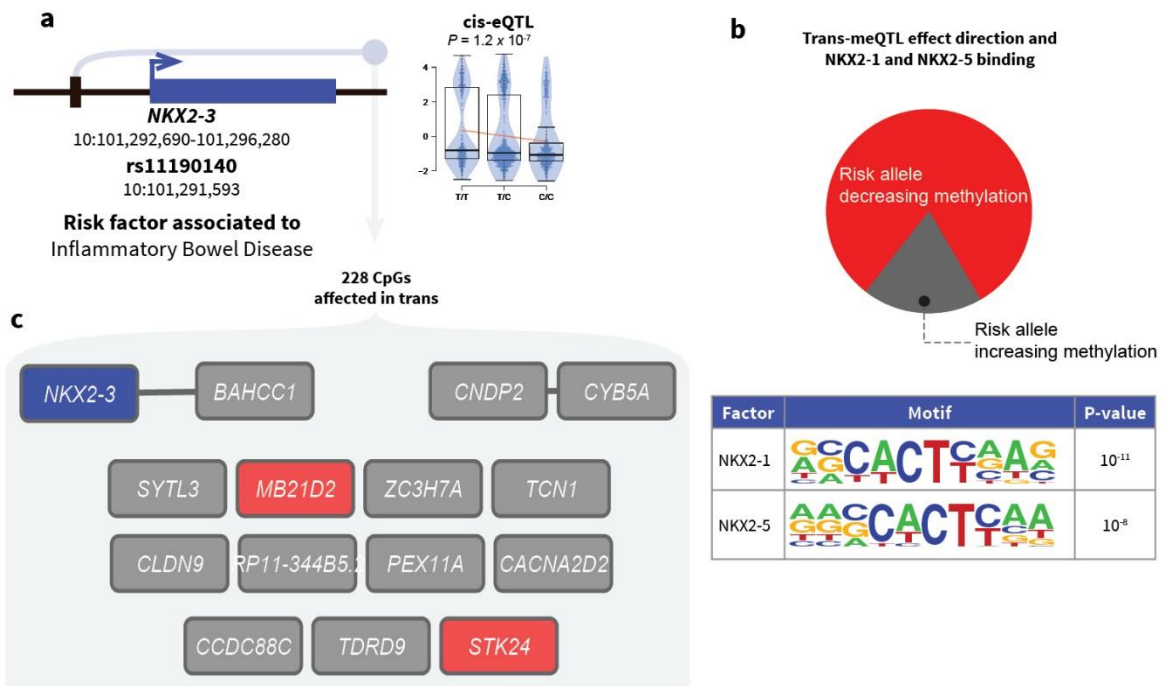 a
NKX2-3
10:101,292,690-101,296,280
rs11190140
10:101,291,593
Risk factor associated to
Inflammatory Bowel Disease
cis-eQTL
P = 1.2 x 10-7
4
2
0
-2
T/T T/C C/C
228 CpGs
affected in trans
b
Trans-meQTL effect direction and
NKX2-1 and NKX2-5 binding
Risk allele
decreasing methylation
Risk allele
increasing methylation
Factor Motif P-value
NKX2-1 10-11
NKX2-5 10-8
c
NKX2-3 BAHCC1 CNDP2 CYB5A
SYTL3 MB21D2 ZC3H7A TCN1
CLDN9 RP11-344B5. PEX11A CACNA2D2
CCDC88C TDRD9 STK24